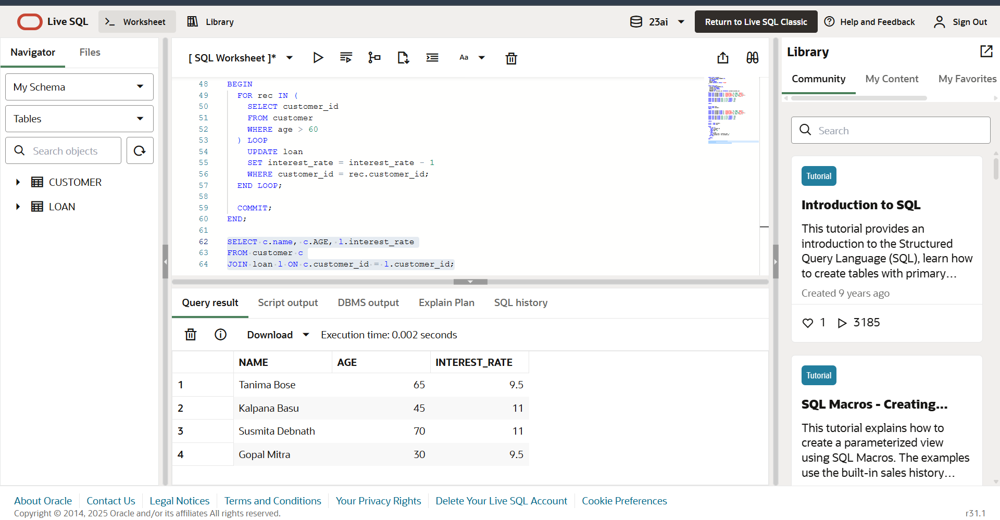 Live SQL
Worksheet
Library
23ai
Return to Live SQL Classic
Help and Feedback
Sign Out
Navigator
Files
My Schema
Tables
Search objects
CUSTOMER
LOAN
[ SQL Worksheet ]*
Aa
48 BEGIN
49 FOR rec IN (
50 SELECT customer_id
51 FROM customer
52 WHERE age > 60
53 ) LOOP
54 UPDATE loan
55 SET interest_rate = interest_rate - 1
56 WHERE customer_id = rec.customer_id;
57 END LOOP;
58
59 COMMIT;
60 END;
61
62 SELECT c.name, c.AGE, l.interest_rate
63 FROM customer c
64 JOIN loan l ON c.customer_id = l.customer_id;
Query result
Script output
DBMS output
Explain Plan
SQL history
Download
Execution time: 0.002 seconds
NAME AGE INTEREST_RATE
1 Tanima Bose 65 9.5
2 Kalpana Basu 45 11
3 Susmita Debnath 70 11
4 Gopal Mitra 30 9.5
Library
Community
My Content
My Favorites
Search
Tutorial
Introduction to SQL
This tutorial provides an
introduction to the Structured
Query Language (SQL), learn how
to create tables with primary...
Created 9 years ago
1
3185
Tutorial
SQL Macros - Creating...
This tutorial explains how to
create a parameterized view
using SQL Macros. The examples
use the built-in sales history...
About Oracle
Contact Us
Legal Notices
Terms and Conditions
Your Privacy Rights
Delete Your Live SQL Account
Cookie Preferences
Copyright © 2014, 2025 Oracle and/or its affiliates All rights reserved.
r31.1